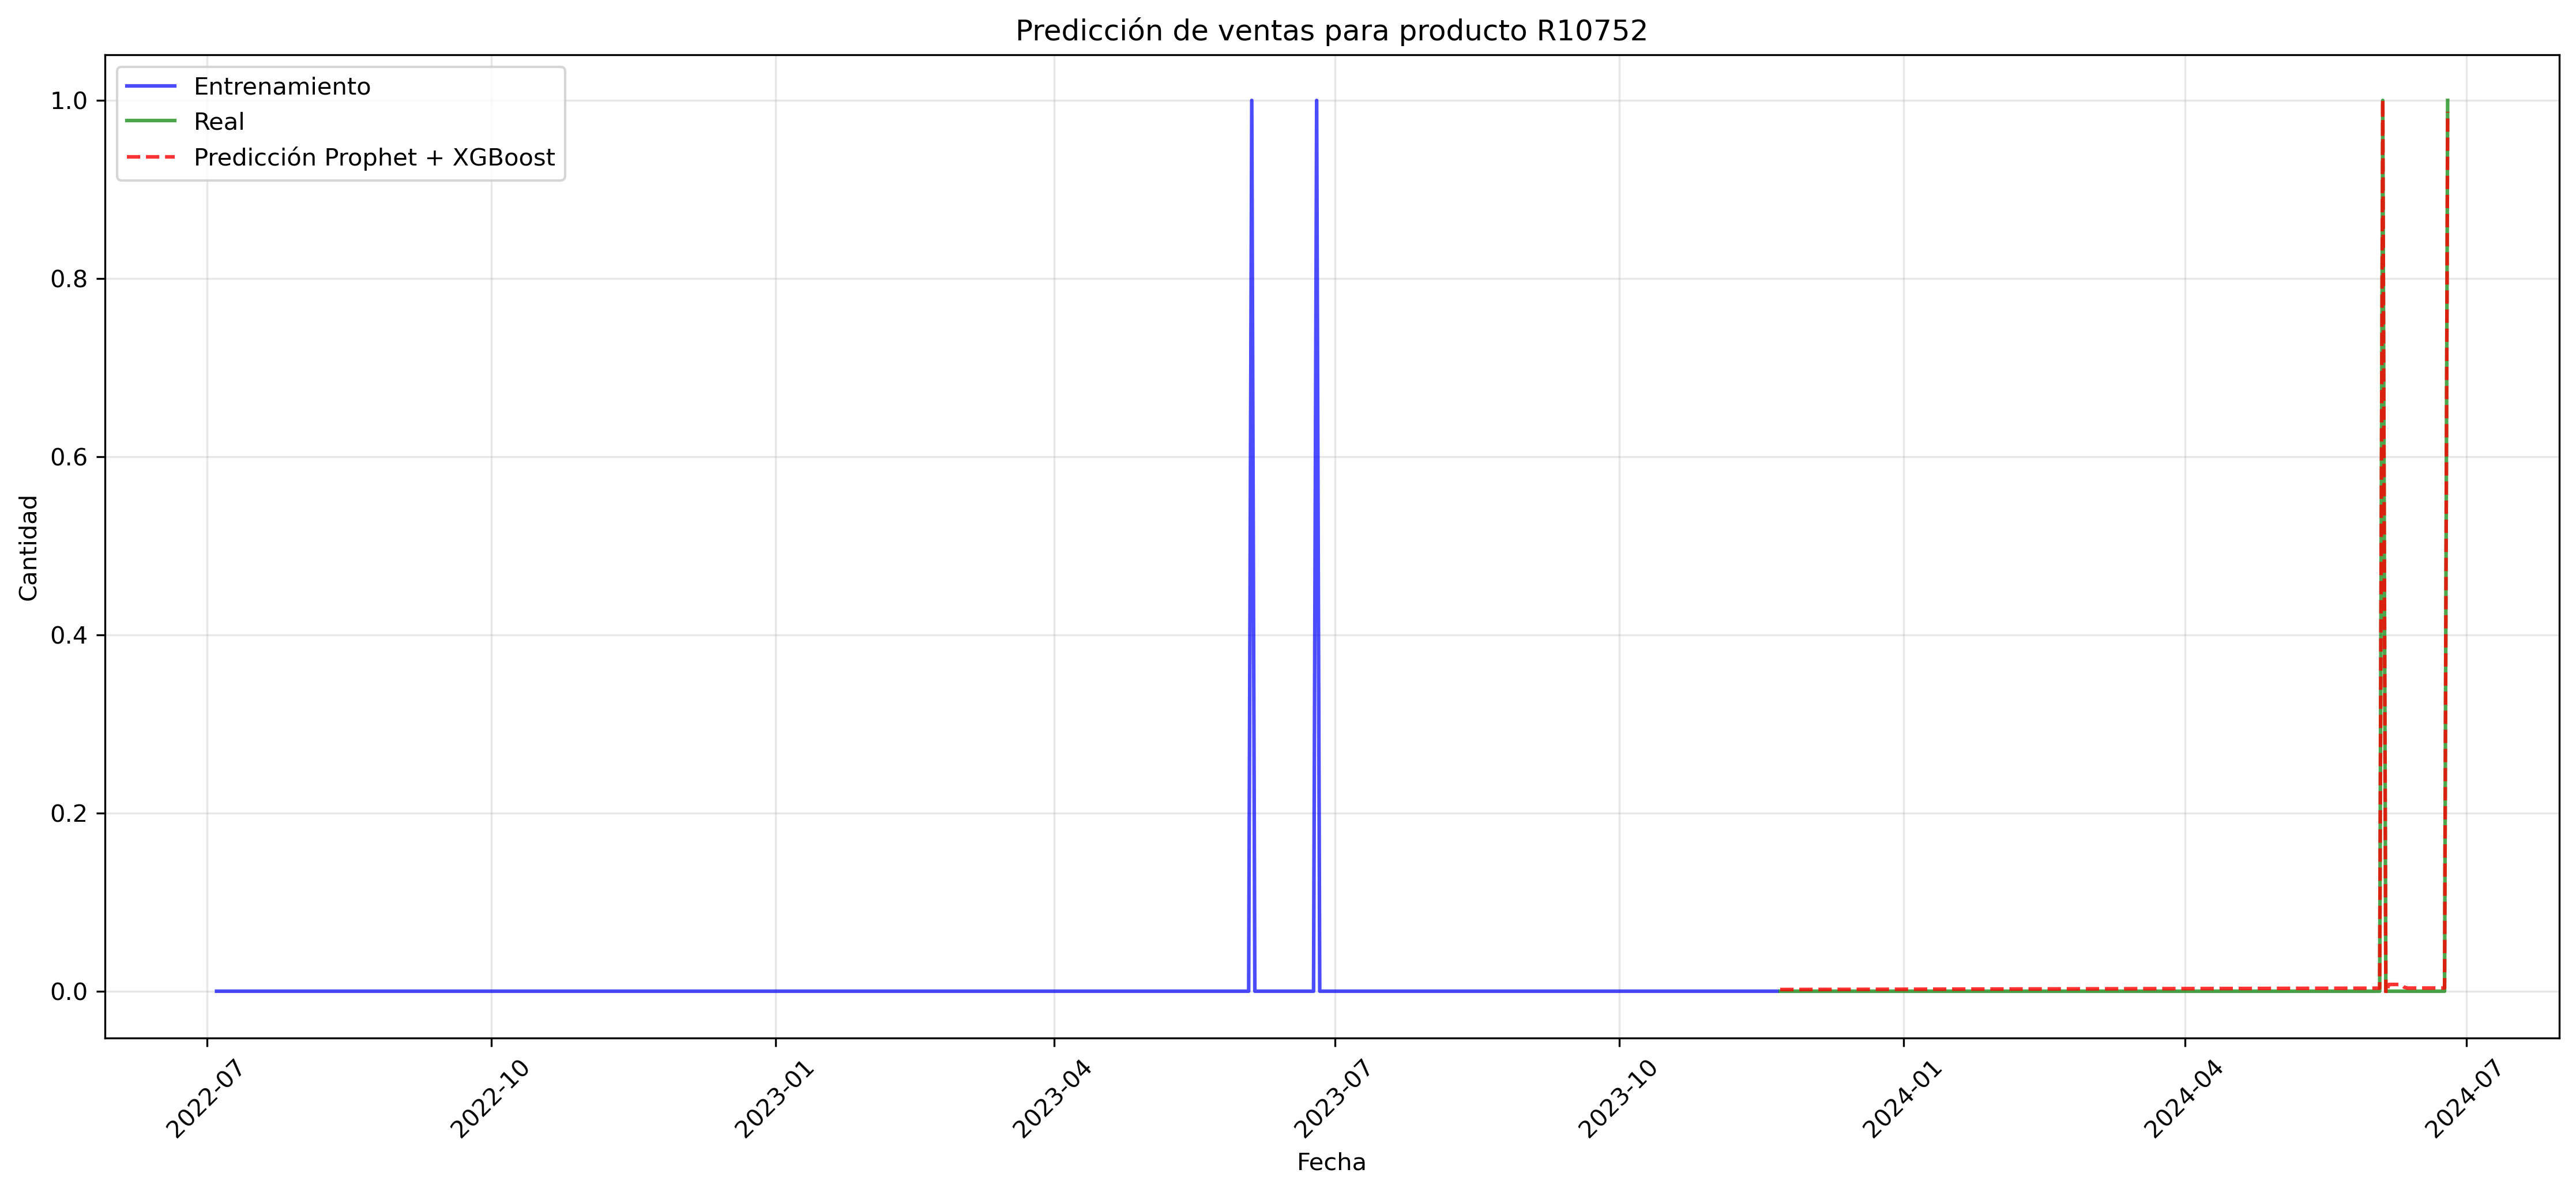 Predicción de ventas para producto R10752
Entrenamiento
Real
Predicción Prophet + XGBoost
Cantidad
1.0
0.8
0.6
0.4
0.2
0.0
2022-07
2022-10
2023-01
2023-04
2023-07
2023-10
2024-01
2024-04
2024-07
Fecha